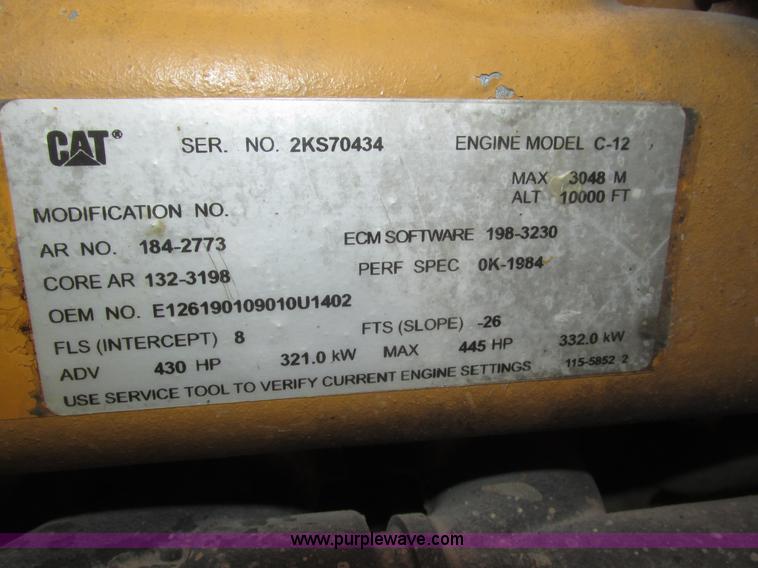 CAT® SER. NO. 2KS70434 ENGINE MODEL C-12
MAX 3048 M
ALT 10000 FT
MODIFICATION NO.
AR NO. 184-2773 ECM SOFTWARE 198-3230
CORE AR 132-3198 PERF SPEC 0K-1984
OEM NO. E126190109010U1402
FLS (INTERCEPT) 8 FTS (SLOPE) -26
ADV 430 HP 321.0 kW MAX 445 HP 332.0 kW
USE SERVICE TOOL TO VERIFY CURRENT ENGINE SETTINGS 115-5852 2
www.purplewave.com